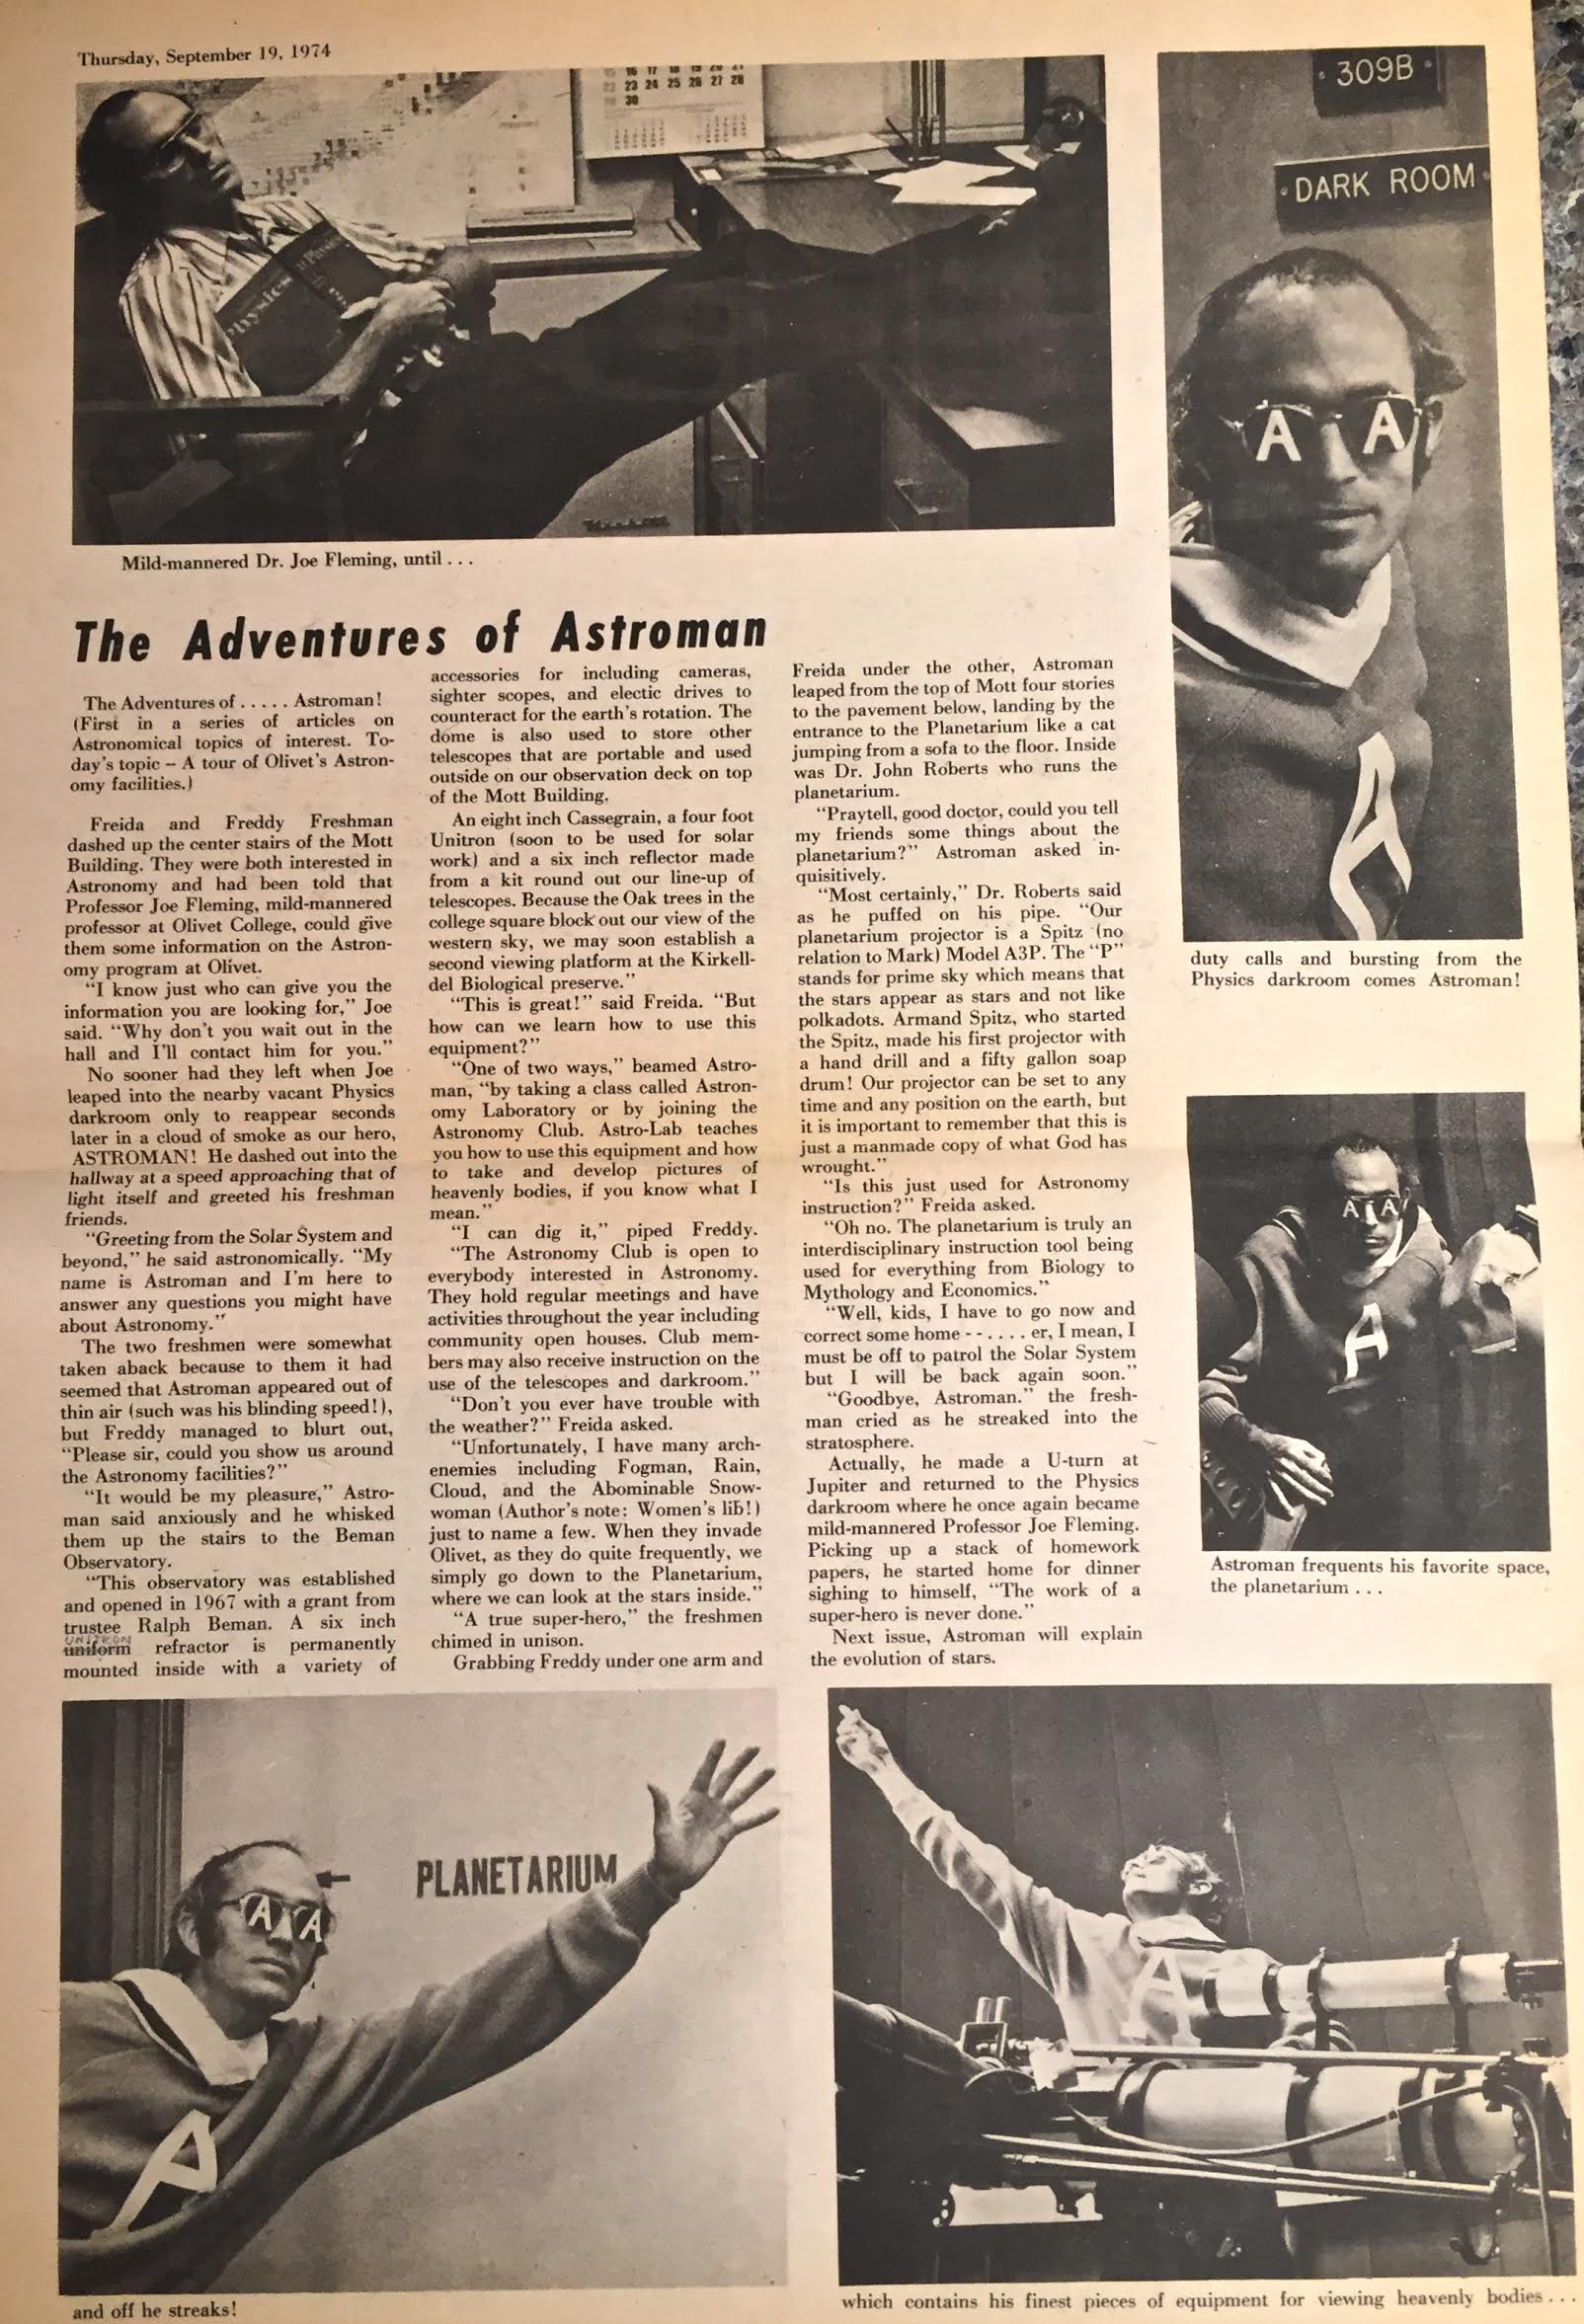 Thursday, September 19, 1974
16 17 18 19 20 21
22 23 24 25 26 27 28
30
Physics
309B
DARK ROOM
A A
A
Mild-mannered Dr. Joe Fleming, until . . .
duty calls and bursting from the
Physics darkroom comes Astroman!
The Adventures of Astroman
The Adventures of . . . . . Astroman!
(First in a series of articles on
Astronomical topics of interest. To-
day's topic – A tour of Olivet's Astron-
omy facilities.)
Freida and Freddy Freshman
dashed up the center stairs of the Mott
Building. They were both interested in
Astronomy and had been told that
Professor Joe Fleming, mild-mannered
professor at Olivet College, could give
them some information on the Astron-
omy program at Olivet.
"I know just who can give you the
information you are looking for," Joe
said. "Why don't you wait out in the
hall and I'll contact him for you."
No sooner had they left when Joe
leaped into the nearby vacant Physics
darkroom only to reappear seconds
later in a cloud of smoke as our hero,
ASTROMAN! He dashed out into the
hallway at a speed approaching that of
light itself and greeted his freshman
friends.
"Greeting from the Solar System and
beyond," he said astronomically. "My
name is Astroman and I'm here to
answer any questions you might have
about Astronomy."
The two freshmen were somewhat
taken aback because to them it had
seemed that Astroman appeared out of
thin air (such was his blinding speed!),
but Freddy managed to blurt out,
"Please sir, could you show us around
the Astronomy facilities?"
"It would be my pleasure," Astro-
man said anxiously and he whisked
them up the stairs to the Beman
Observatory.
"This observatory was established
and opened in 1967 with a grant from
trustee Ralph Beman. A six inch
UNITRON
uniform refractor is permanently
mounted inside with a variety of
accessories for including cameras,
sighter scopes, and electic drives to
counteract for the earth's rotation. The
dome is also used to store other
telescopes that are portable and used
outside on our observation deck on top
of the Mott Building.
An eight inch Cassegrain, a four foot
Unitron (soon to be used for solar
work) and a six inch reflector made
from a kit round out our line-up of
telescopes. Because the Oak trees in the
college square block out our view of the
western sky, we may soon establish a
second viewing platform at the Kirkell-
del Biological preserve."
"This is great!" said Freida. "But
how can we learn how to use this
equipment?"
"One of two ways," beamed Astro-
man, "by taking a class called Astron-
omy Laboratory or by joining the
Astronomy Club. Astro-Lab teaches
you how to use this equipment and how
to take and develop pictures of
heavenly bodies, if you know what I
mean."
"I can dig it," piped Freddy.
"The Astronomy Club is open to
everybody interested in Astronomy.
They hold regular meetings and have
activities throughout the year including
community open houses. Club mem-
bers may also receive instruction on the
use of the telescopes and darkroom."
"Don't you ever have trouble with
the weather?" Freida asked.
"Unfortunately, I have many arch-
enemies including Fogman, Rain,
Cloud, and the Abominable Snow-
woman (Author's note: Women's lib!)
just to name a few. When they invade
Olivet, as they do quite frequently, we
simply go down to the Planetarium,
where we can look at the stars inside."
"A true super-hero," the freshmen
chimed in unison.
Grabbing Freddy under one arm and
Freida under the other, Astroman
leaped from the top of Mott four stories
to the pavement below, landing by the
entrance to the Planetarium like a cat
jumping from a sofa to the floor. Inside
was Dr. John Roberts who runs the
planetarium.
"Praytell, good doctor, could you tell
my friends some things about the
planetarium?" Astroman asked in-
quisitively.
"Most certainly," Dr. Roberts said
as he puffed on his pipe. "Our
planetarium projector is a Spitz (no
relation to Mark) Model A3P. The "P"
stands for prime sky which means that
the stars appear as stars and not like
polkadots. Armand Spitz, who started
the Spitz, made his first projector with
a hand drill and a fifty gallon soap
drum! Our projector can be set to any
time and any position on the earth, but
it is important to remember that this is
just a manmade copy of what God has
wrought."
"Is this just used for Astronomy
instruction?" Freida asked.
"Oh no. The planetarium is truly an
interdisciplinary instruction tool being
used for everything from Biology to
Mythology and Economics."
"Well, kids, I have to go now and
correct some home - - . . . . er, I mean, I
must be off to patrol the Solar System
but I will be back again soon."
"Goodbye, Astroman." the fresh-
man cried as he streaked into the
stratosphere.
Actually, he made a U-turn at
Jupiter and returned to the Physics
darkroom where he once again became
mild-mannered Professor Joe Fleming.
Picking up a stack of homework
papers, he started home for dinner
sighing to himself, "The work of a
super-hero is never done."
Next issue, Astroman will explain
the evolution of stars.
A A
A
Astroman frequents his favorite space,
the planetarium . . .
PLANETARIUM
A A
A
and off he streaks!
A
which contains his finest pieces of equipment for viewing heavenly bodies . . .